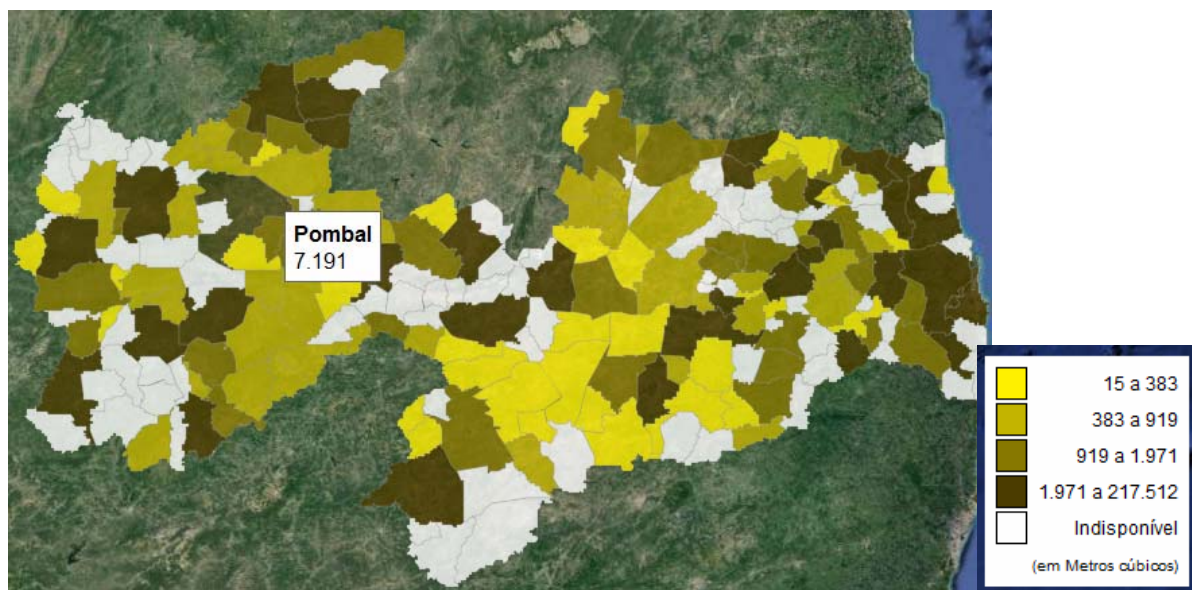 Pombal
7.191
15 a 383
383 a 919
919 a 1.971
1.971 a 217.512
Indisponível
(em Metros cúbicos)